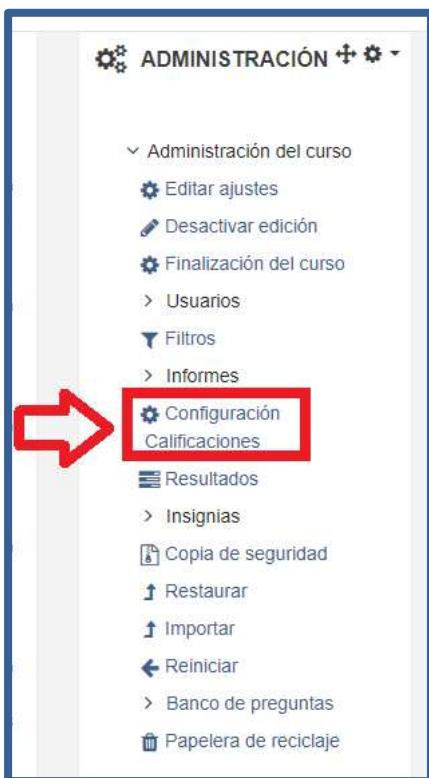 ADMINISTRACIÓN
Administración del curso
Editar ajustes
Desactivar edición
Finalización del curso
Usuarios
Filtros
Informes
Configuración
Calificaciones
Resultados
Insignias
Copia de seguridad
Restaurar
Importar
Reiniciar
Banco de preguntas
Papelera de reciclaje